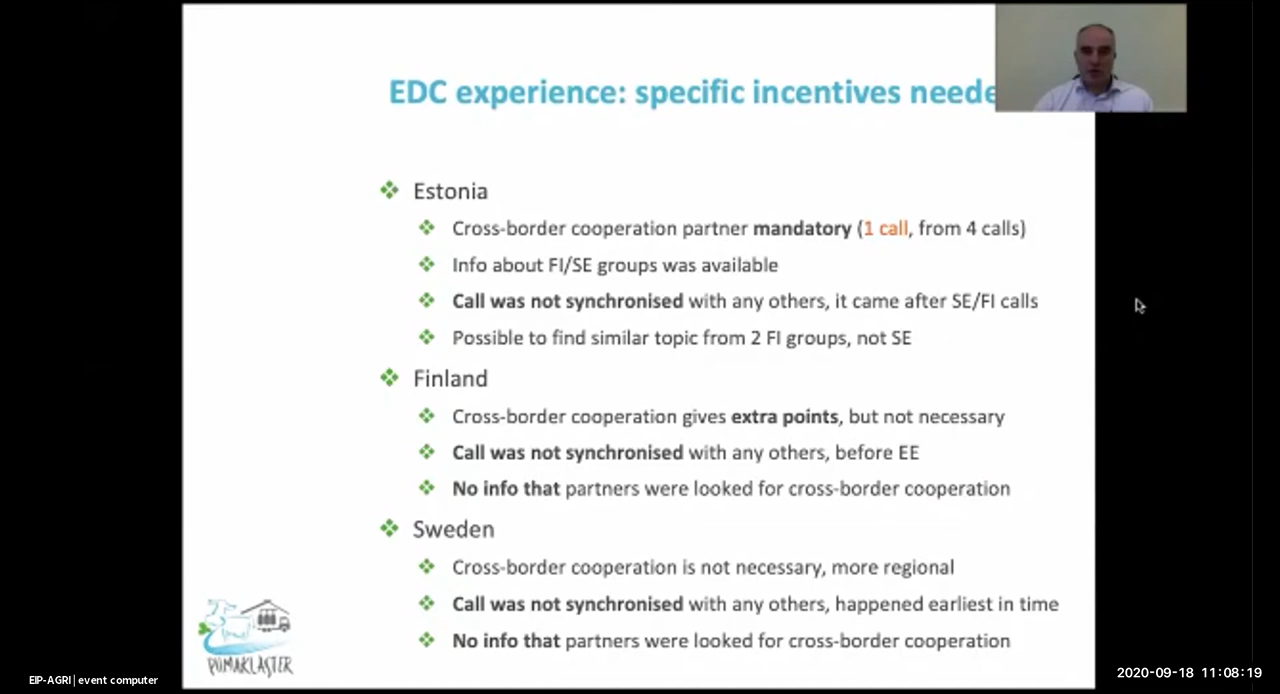 EDC experience: specific incentives neede
Estonia
Cross-border cooperation partner mandatory (1 call, from 4 calls)
Info about FI/SE groups was available
Call was not synchronised with any others, it came after SE/FI calls
Possible to find similar topic from 2 FI groups, not SE
Finland
Cross-border cooperation gives extra points, but not necessary
Call was not synchronised with any others, before EE
No info that partners were looked for cross-border cooperation
Sweden
Cross-border cooperation is not necessary, more regional
Call was not synchronised with any others, happened earliest in time
No info that partners were looked for cross-border cooperation
PIIMAKLASTER
EIP-AGRI | event computer
2020-09-18 11:08:19